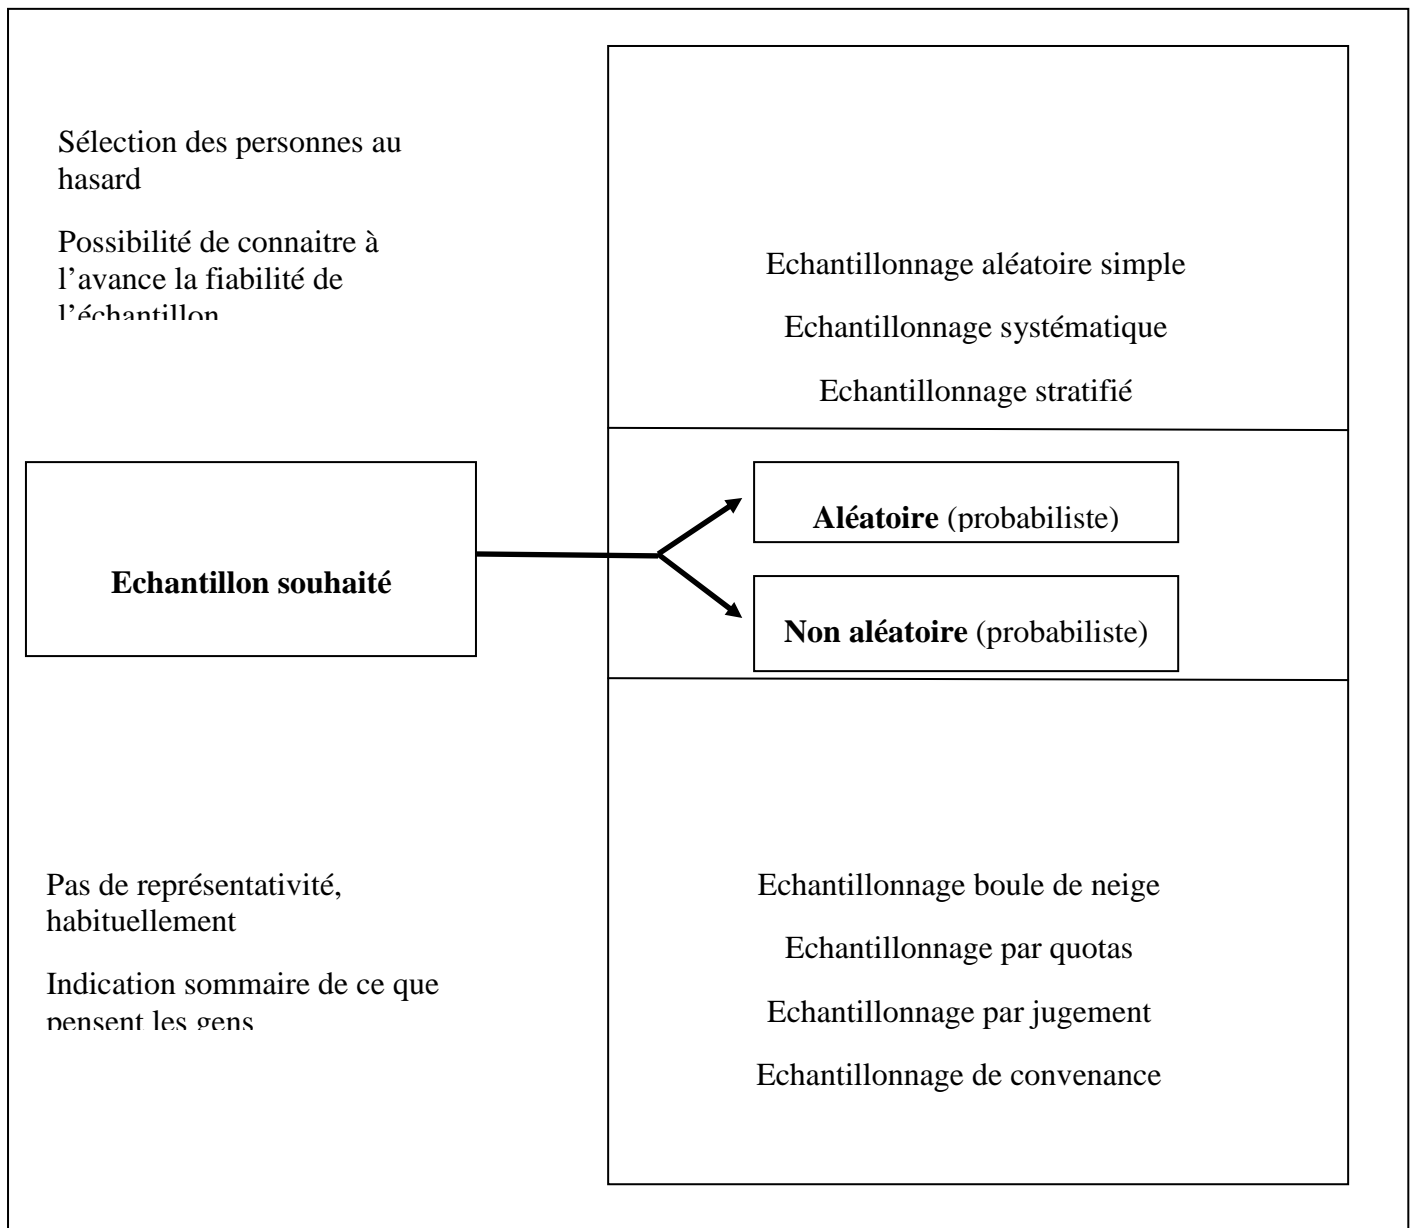 Sélection des personnes au
hasard
Possibilité de connaitre à
l’avance la fiabilité de
l’échantillon
Echantillonnage aléatoire simple
Echantillonnage systématique
Echantillonnage stratifié
Echantillon souhaité
Aléatoire (probabiliste)
Non aléatoire (probabiliste)
Pas de représentativité,
habituellement
Indication sommaire de ce que
pensent les gens
Echantillonnage boule de neige
Echantillonnage par quotas
Echantillonnage par jugement
Echantillonnage de convenance